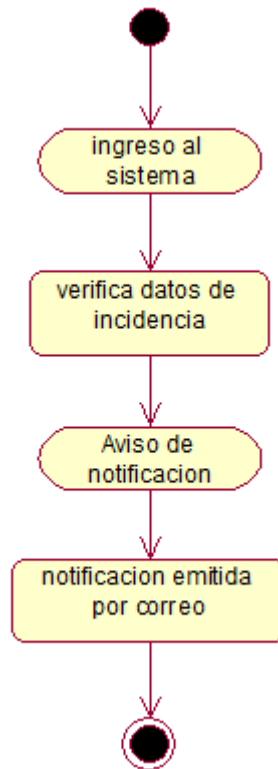 ingreso al
sistema
verifica datos de
incidencia
Aviso de
notificacion
notificacion emitida
por correo